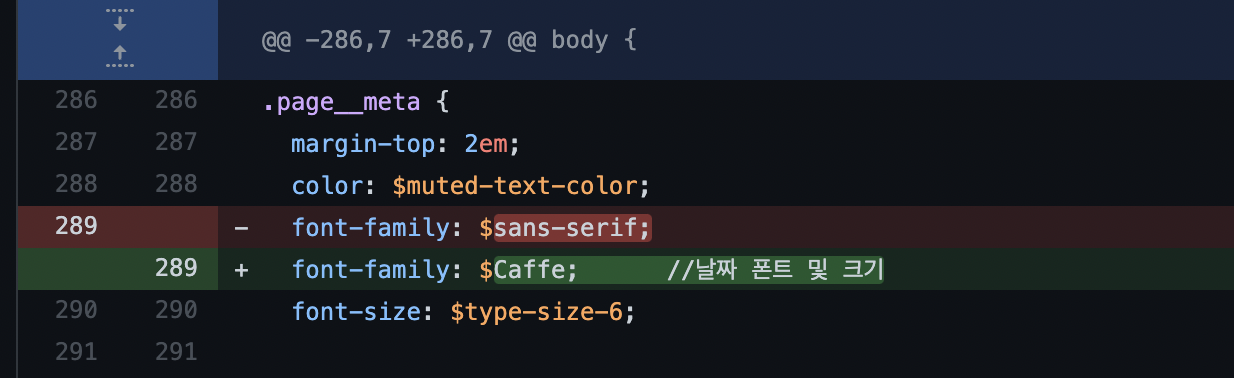 @@ -286,7 +286,7 @@ body {
286 286 .page__meta {
287 287 margin-top: 2em;
288 288 color: $muted-text-color;
289 - font-family: $sans-serif;
289 + font-family: $Caffe; //날짜 폰트 및 크기
290 290 font-size: $type-size-6;
291 291